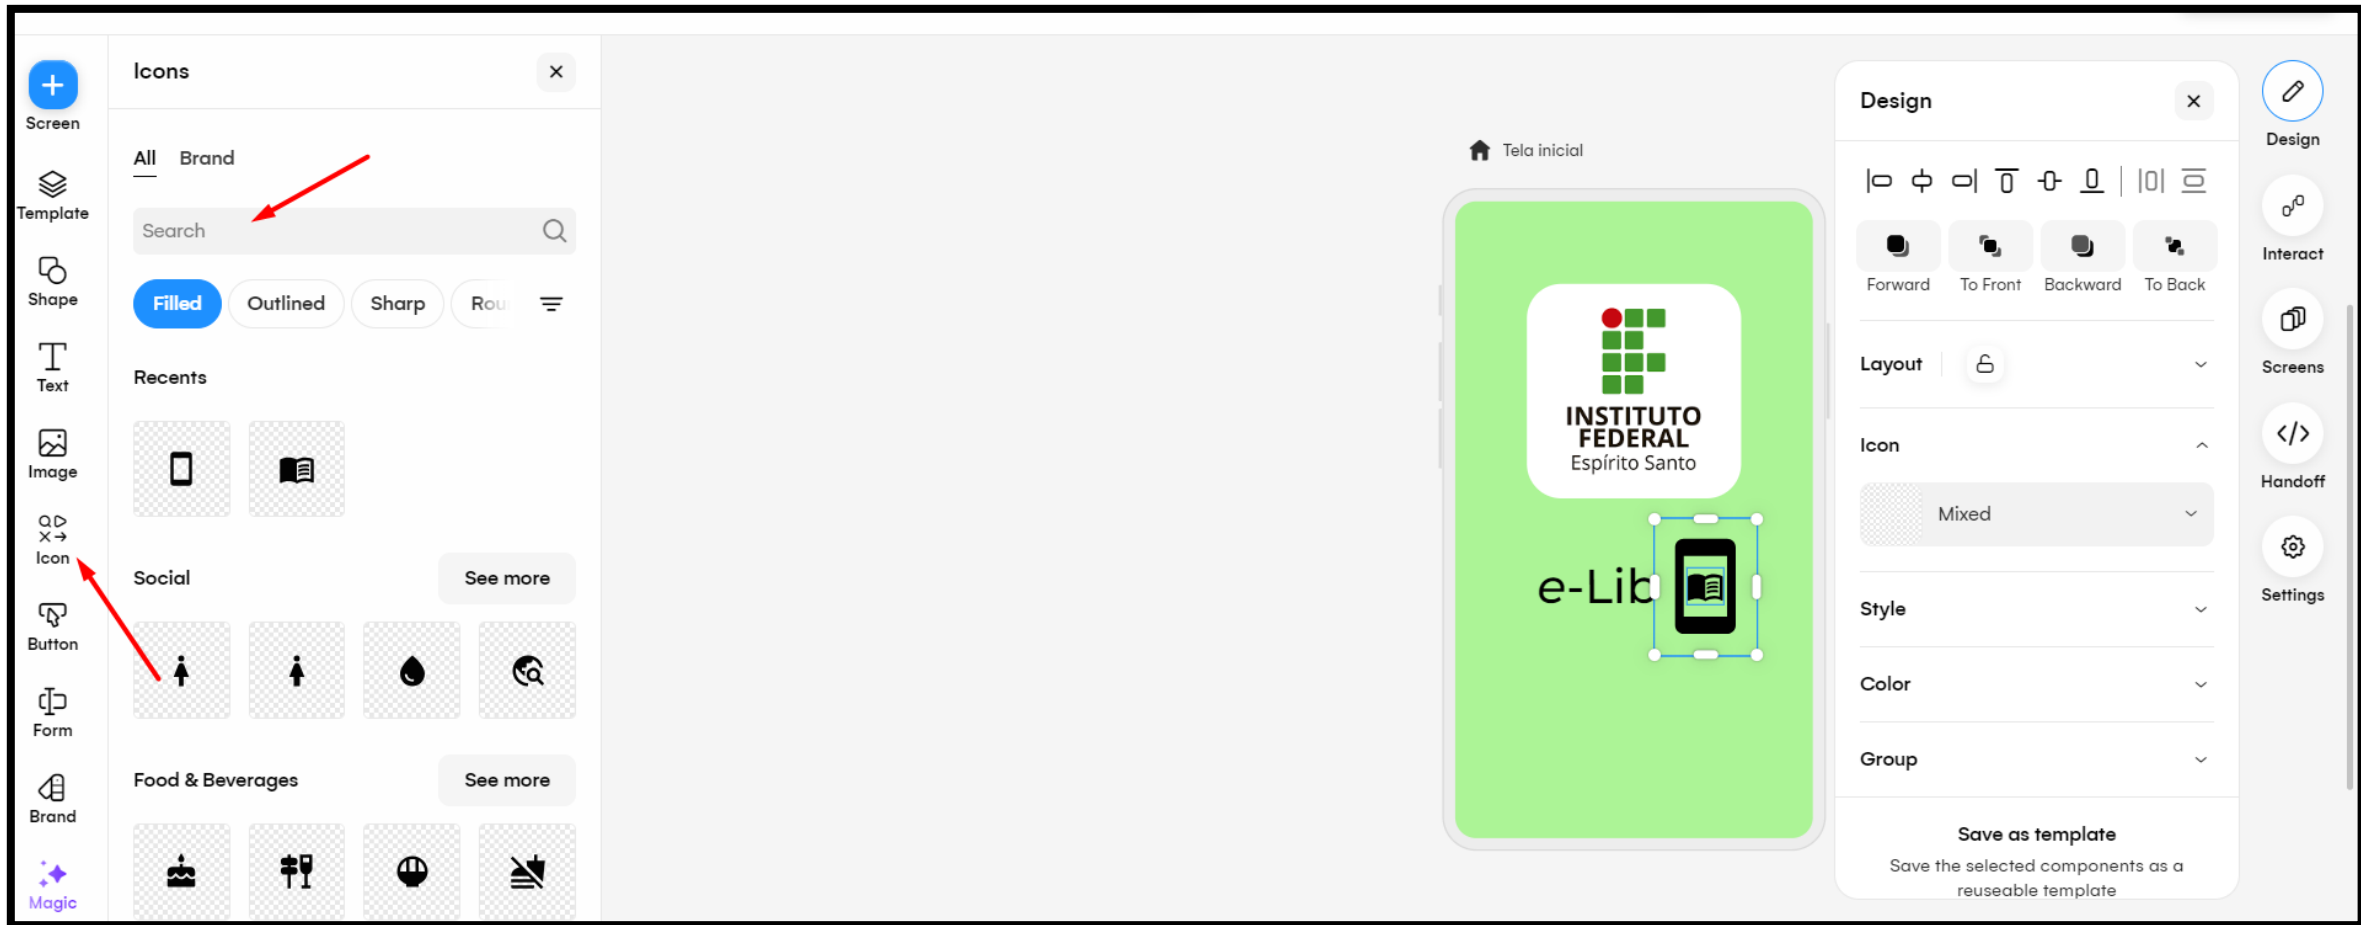 Screen
Template
Shape
Text
Image
Icon
Button
Form
Brand
Magic
Icons
All Brand
Search
Filled Outlined Sharp
Recents
Social See more
Food & Beverages See more
Tela inicial
INSTITUTO
FEDERAL
Espírito Santo
e-Lib
Design
Forward To Front Backward To Back
Layout
Icon
Mixed
Style
Color
Group
Save as template
Save the selected components as a
reuseable template
Design
Interact
Screens
Handoff
Settings